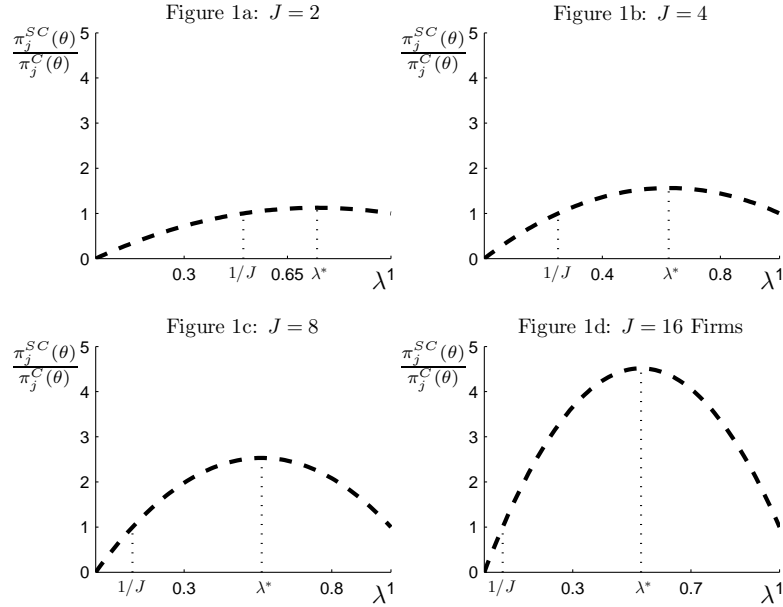 Figure 1a: J = 2
π_j^{SC}(θ)
π_j^C(θ)
5
4
3
2
1
0
0.3
1/J
0.65
λ*
λ
1
Figure 1b: J = 4
π_j^{SC}(θ)
π_j^C(θ)
5
4
3
2
1
0
1/J
0.4
λ*
0.8
λ
1
Figure 1c: J = 8
π_j^{SC}(θ)
π_j^C(θ)
5
4
3
2
1
0
1/J
0.3
λ*
0.8
λ
1
Figure 1d: J = 16 Firms
π_j^{SC}(θ)
π_j^C(θ)
5
4
3
2
1
0
1/J
0.3
λ*
0.7
λ
1